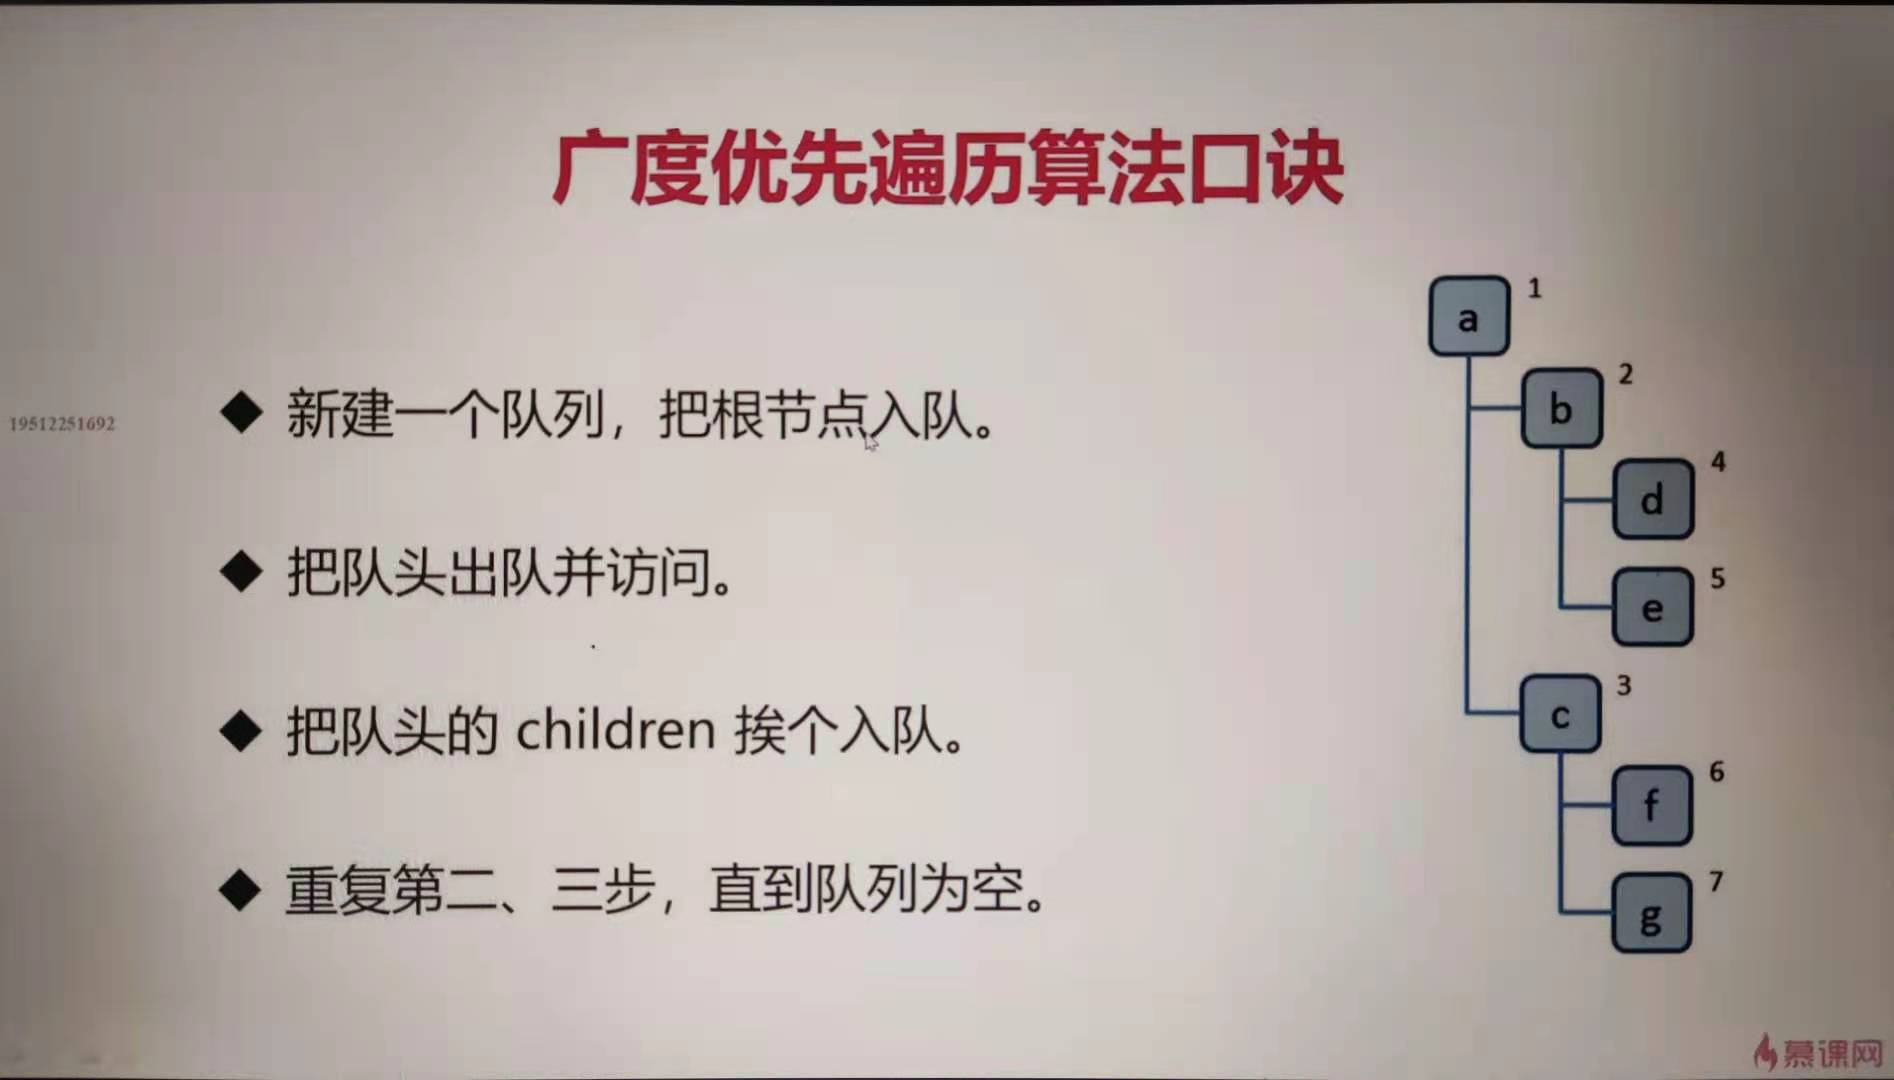 广度优先遍历算法口诀
19512251692
◆ 新建一个队列，把根节点入队。
◆ 把队头出队并访问。
◆ 把队头的 children 挨个入队。
◆ 重复第二、三步，直到队列为空。
a 1
b 2
d 4
e 5
c 3
f 6
g 7
慕课网